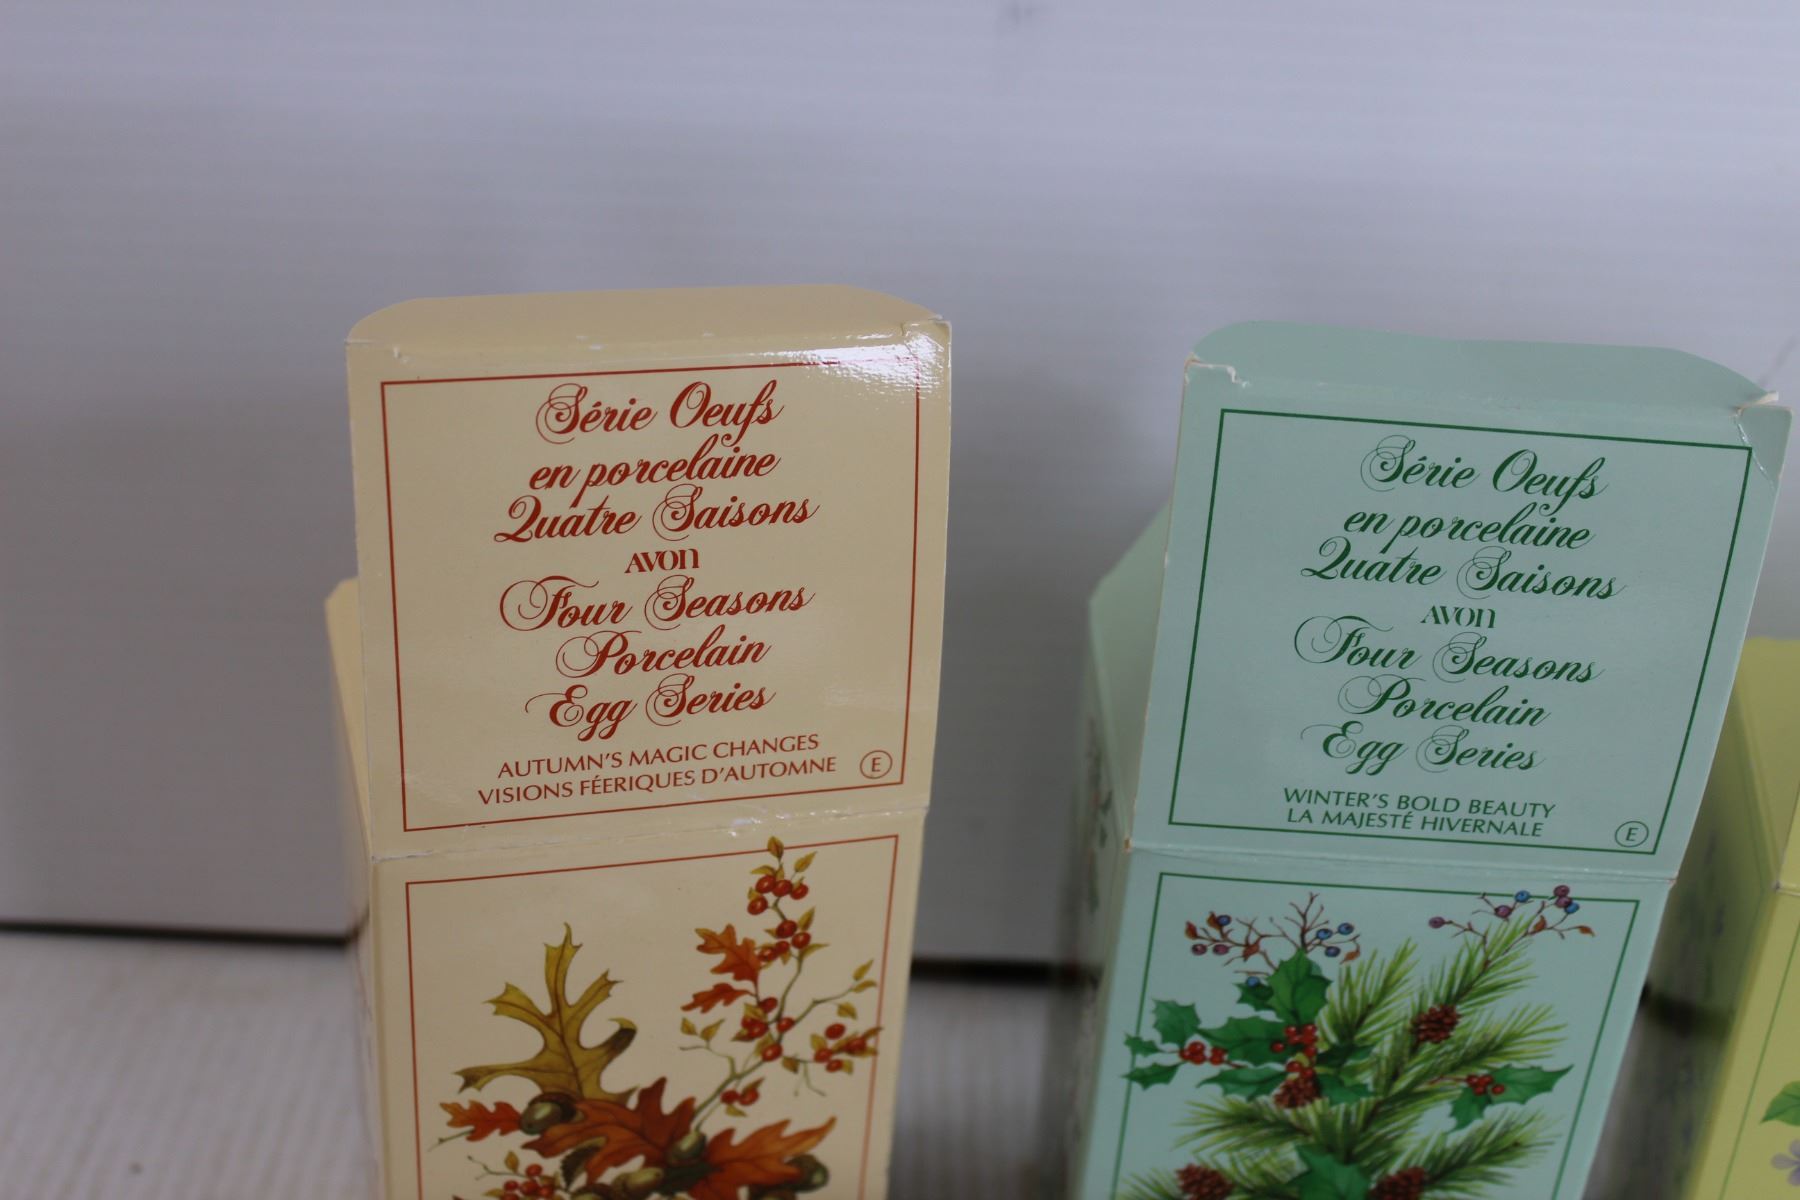 Série Oeufs
en porcelaine
Quatre Saisons
AVON
Four Seasons
Porcelain
Egg Series
AUTUMN'S MAGIC CHANGES
VISIONS FÉERIQUES D'AUTOMNE
E
Série Oeufs
en porcelaine
Quatre Saisons
AVON
Four Seasons
Porcelain
Egg Series
WINTER'S BOLD BEAUTY
LA MAJESTÉ HIVERNALE
E